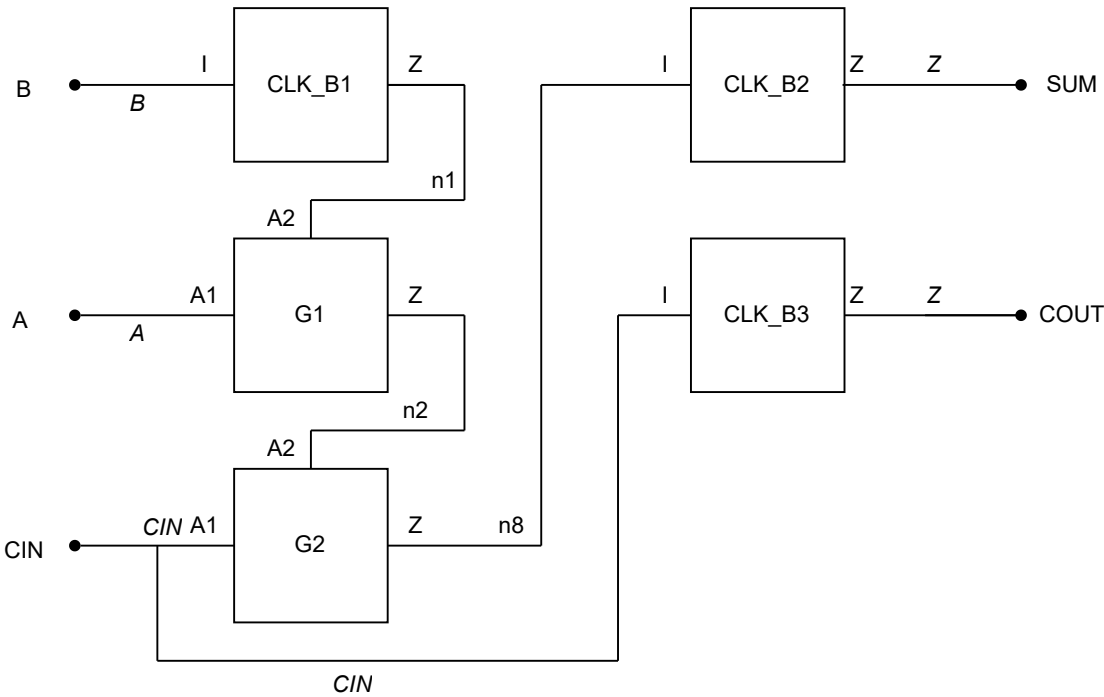 I CLK_B1 Z
I CLK_B2 Z Z
B
B
SUM
n1
A2
A1 G1 Z
I CLK_B3 Z Z
A
A
COUT
n2
A2
CIN A1 G2 Z n8
CIN
CIN